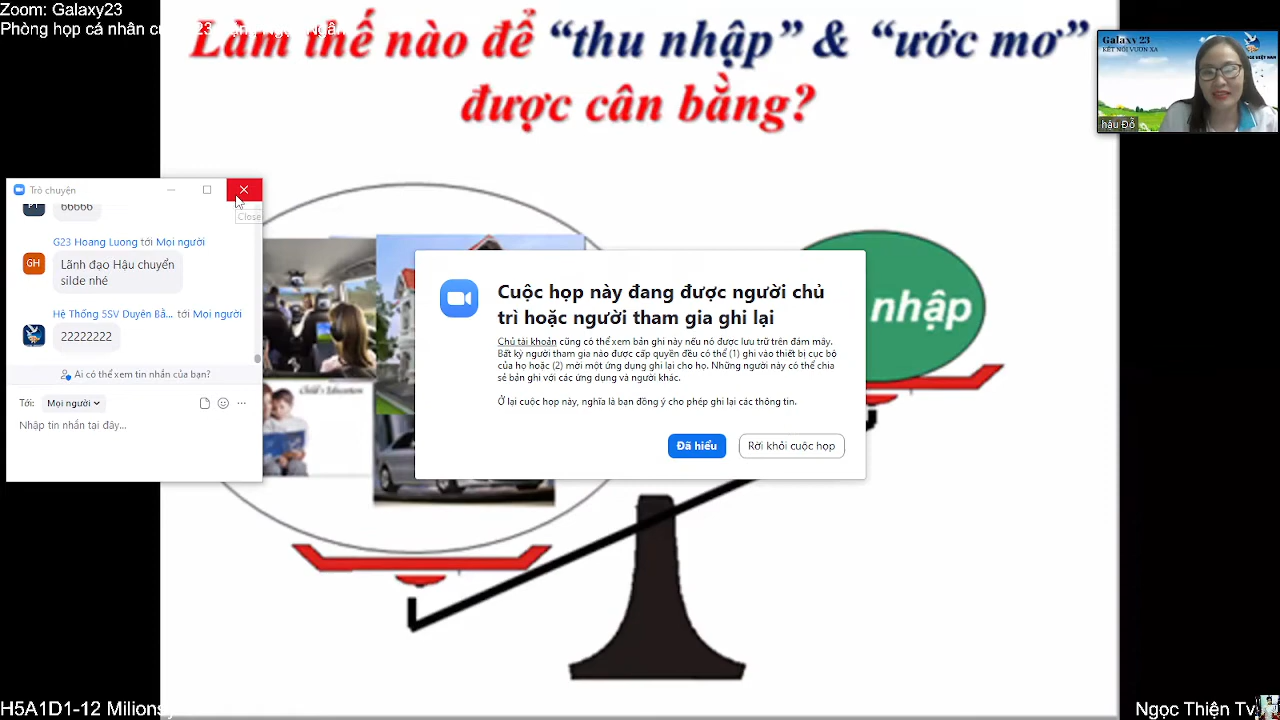 Zoom: Galaxy23
Phòng họp cá nhân
Làm thế nào để “thu nhập” & “ước mơ”
được cân bằng?
Galaxy 23
KẾT NỐI VƯƠN XA
hậu Đỗ
Trò chuyện
66666
Close
G23 Hoang Luong tới Mọi người
GH
Lãnh đạo Hậu chuyển
silde nhé
Hệ Thống 5SV Duyên Bả... tới Mọi người
22222222
Ai có thể xem tin nhắn của bạn?
Tới: Mọi người
Nhập tin nhắn tại đây...
Child's Education
nhập
Cuộc họp này đang được người chủ
trì hoặc người tham gia ghi lại
Chủ tài khoản cũng có thể xem bản ghi này nếu nó được lưu trữ trên đám mây.
Bất kỳ người tham gia nào được cấp quyền đều có thể (1) ghi vào thiết bị cục bộ
của họ hoặc (2) mời một ứng dụng ghi lại cho họ. Những người này có thể chia
sẻ bản ghi với các ứng dụng và người khác.
Ở lại cuộc họp này, nghĩa là bạn đồng ý cho phép ghi lại các thông tin.
Đã hiểu
Rời khỏi cuộc họp
H5A1D1-12 Milions
Ngọc Thiện Tv